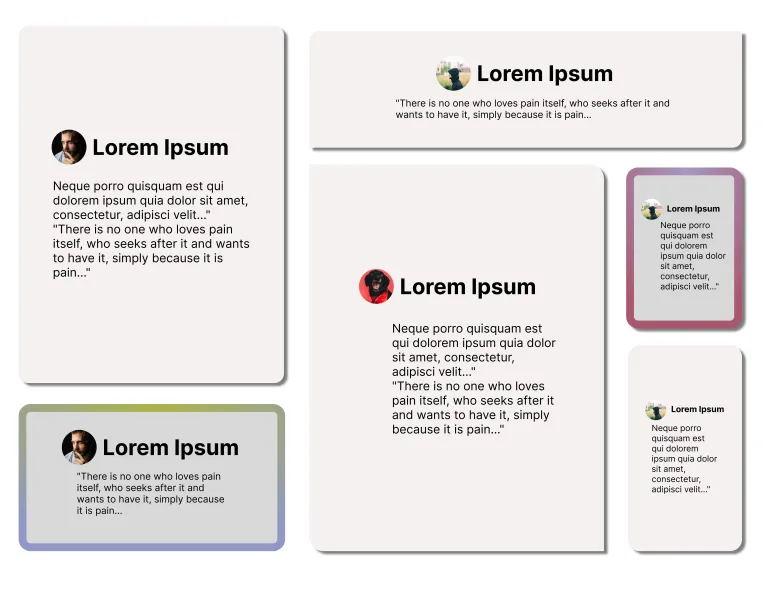 Lorem Ipsum
Neque porro quisquam est qui
dolorem ipsum quia dolor sit amet,
consectetur, adipisci velit..."
"There is no one who loves pain
itself, who seeks after it and wants
to have it, simply because it is
pain..."
Lorem Ipsum
"There is no one who loves pain
itself, who seeks after it and
wants to have it, simply because
it is pain...
Lorem Ipsum
"There is no one who loves pain itself, who seeks after it and
wants to have it, simply because it is pain...
Lorem Ipsum
Neque porro quisquam est
qui dolorem ipsum quia dolor
sit amet, consectetur,
adipisci velit..."
"There is no one who loves
pain itself, who seeks after it
and wants to have it, simply
because it is pain..."
Lorem Ipsum
Neque porro
quisquam est
qui dolorem
ipsum quia dolor
sit amet,
consectetur,
adipisci velit..."
Lorem Ipsum
Neque porro
quisquam est
qui dolorem
ipsum quia dolor
sit amet,
consectetur,
adipisci velit..."